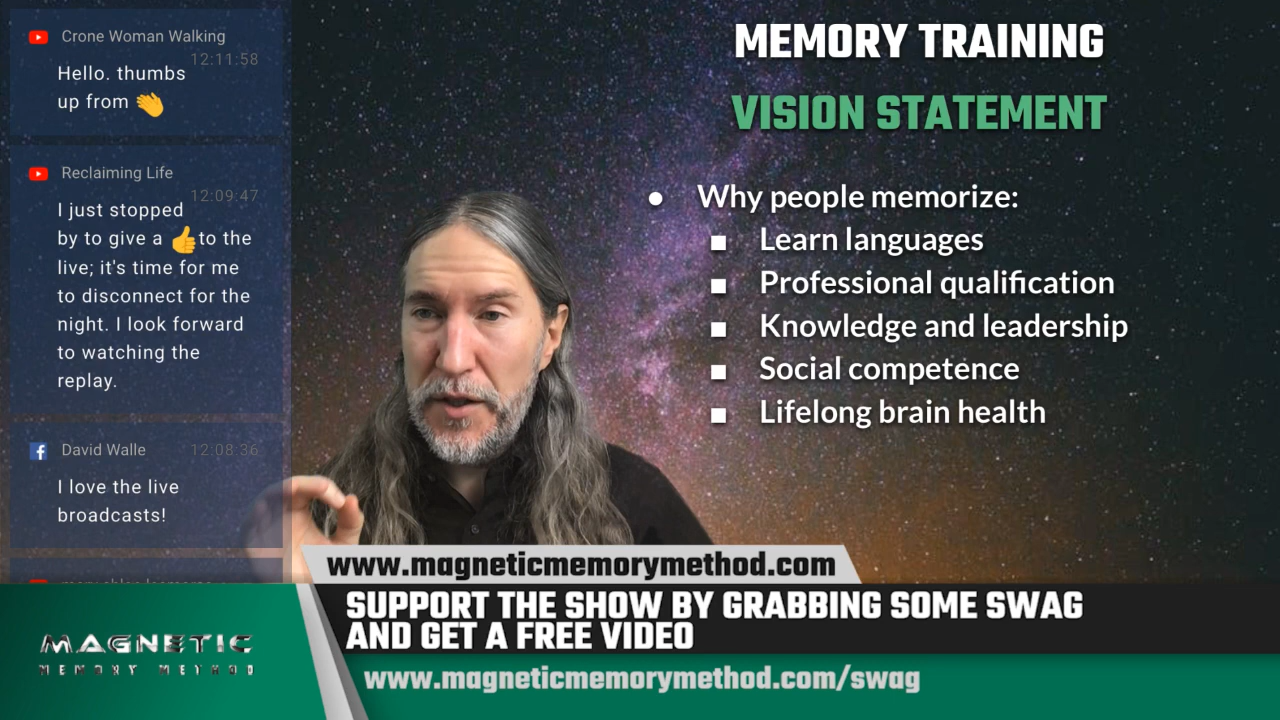 Crone Woman Walking
12:11:58
Hello. thumbs
up from 👏
Reclaiming Life
12:09:47
I just stopped
by to give a 👍 to the
live; it's time for me
to disconnect for the
night. I look forward
to watching the
replay.
David Walle
12:08:36
I love the live
broadcasts!
MEMORY TRAINING
VISION STATEMENT
● Why people memorize:
■ Learn languages
■ Professional qualification
■ Knowledge and leadership
■ Social competence
■ Lifelong brain health
www.magneticmemorymethod.com
SUPPORT THE SHOW BY GRABBING SOME SWAG
AND GET A FREE VIDEO
www.magneticmemorymethod.com/swag
MAGNETIC
MEMORY METHOD